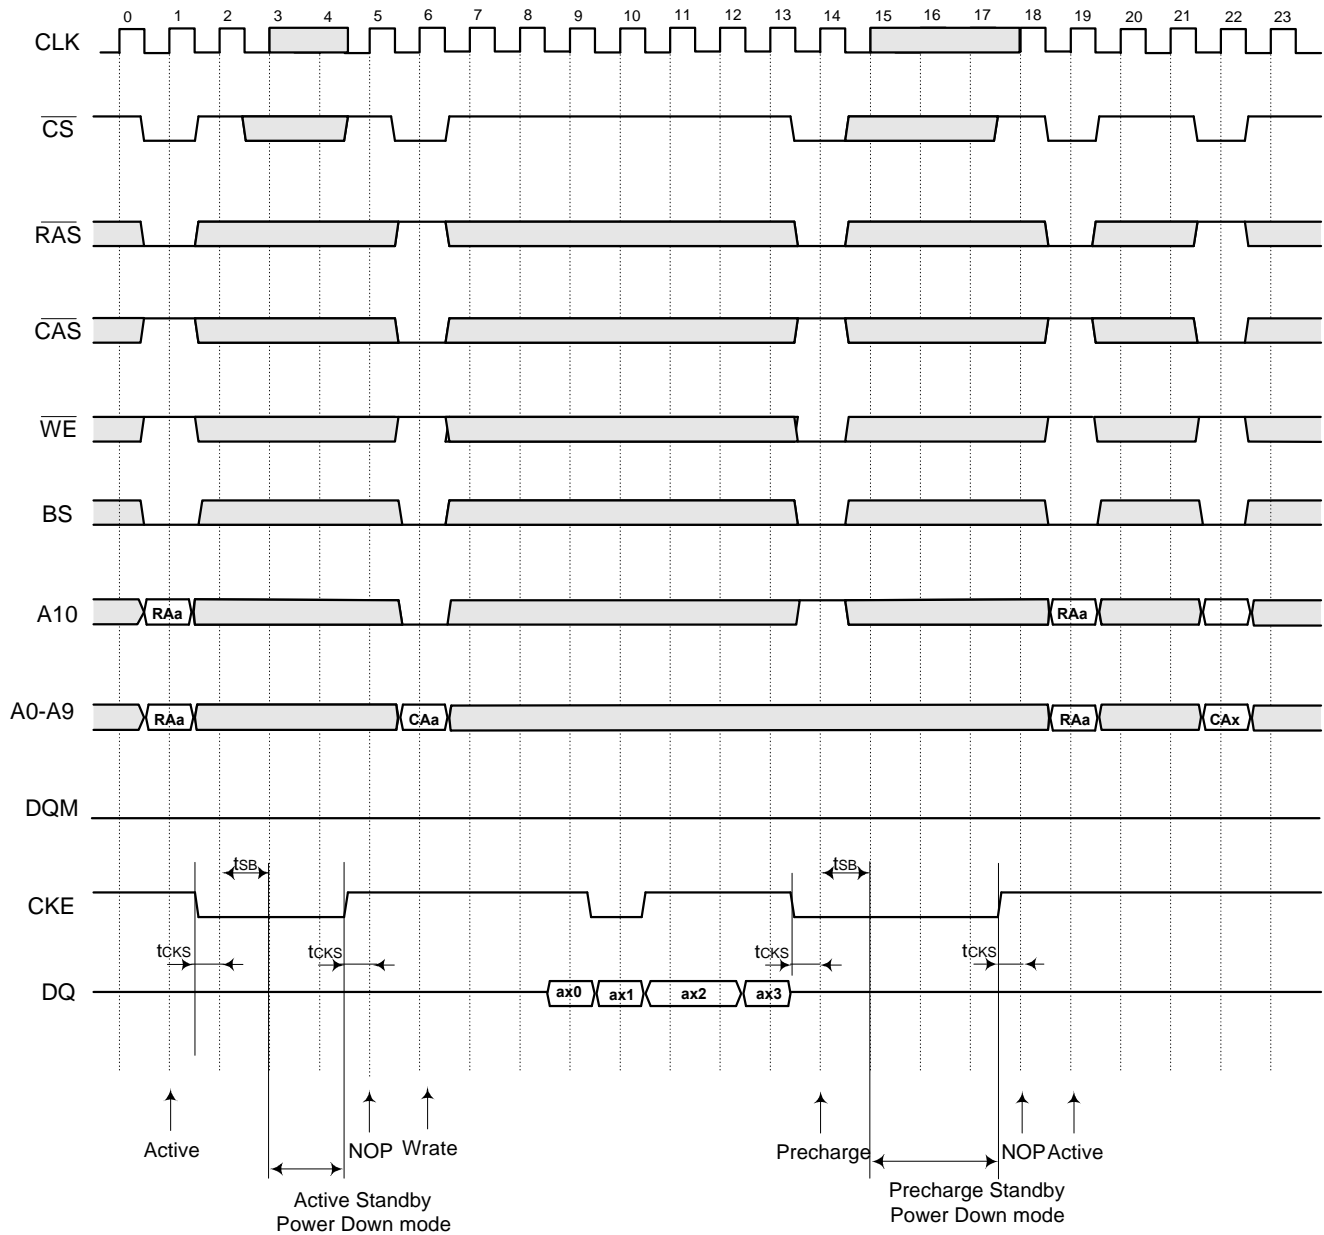 0 1 2 3 4 5 6 7 8 9 10 11 12 13 14 15 16 17 18 19 20 21 22 23
CLK
CS
RAS
CAS
WE
BS
A10 RAa RAa
A0-A9 RAa CAa RAa CAx
DQM
tSB tSB
CKE
tCKS tCKS tCKS tCKS
DQ ax0 ax1 ax2 ax3
Active NOP Wrate Precharge NOP Active
Active Standby
Power Down mode
Precharge Standby
Power Down mode